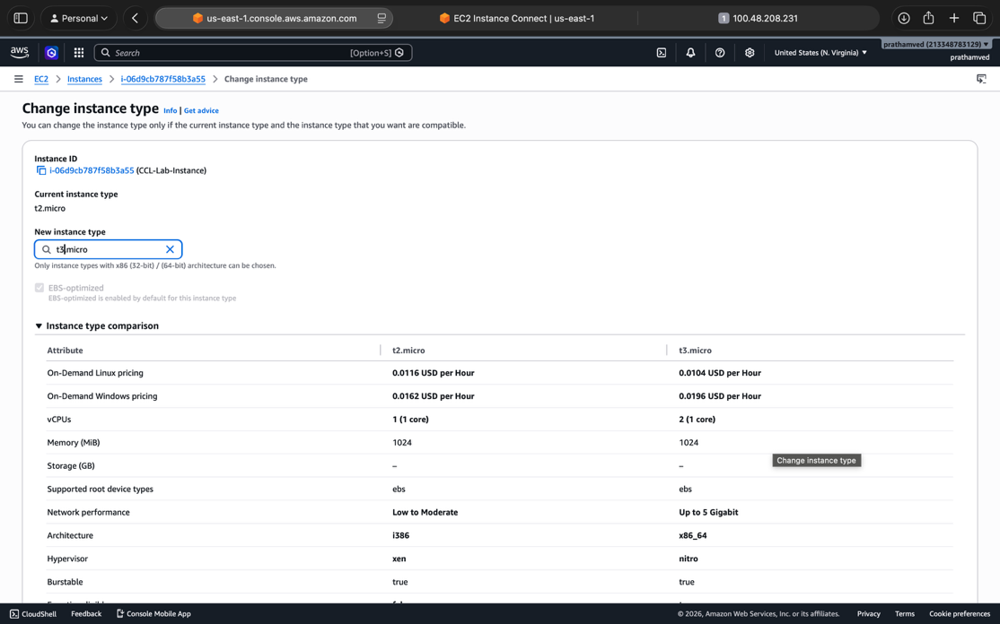 Personal
us-east-1.console.aws.amazon.com
EC2 Instance Connect | us-east-1
1 100.48.208.231
aws
Search
[Option+S]
United States (N. Virginia)
prathamved (213348783129)
prathamved
EC2 > Instances > i-06d9cb787f58b3a55 > Change instance type
Change instance type Info | Get advice
You can change the instance type only if the current instance type and the instance type that you want are compatible.
Instance ID
i-06d9cb787f58b3a55 (CCL-Lab-Instance)
Current instance type
t2.micro
New instance type
t3.micro
Only instance types with x86 (32-bit) / (64-bit) architecture can be chosen.
EBS-optimized
EBS-optimized is enabled by default for this instance type
Instance type comparison
Attribute t2.micro t3.micro
On-Demand Linux pricing 0.0116 USD per Hour 0.0104 USD per Hour
On-Demand Windows pricing 0.0162 USD per Hour 0.0196 USD per Hour
vCPUs 1 (1 core) 2 (1 core)
Memory (MiB) 1024 1024
Change instance type
Storage (GB) – –
Supported root device types ebs ebs
Network performance Low to Moderate Up to 5 Gigabit
Architecture i386 x86_64
Hypervisor xen nitro
Burstable true true
CloudShell Feedback Console Mobile App
© 2026, Amazon Web Services, Inc. or its affiliates. Privacy Terms Cookie preferences